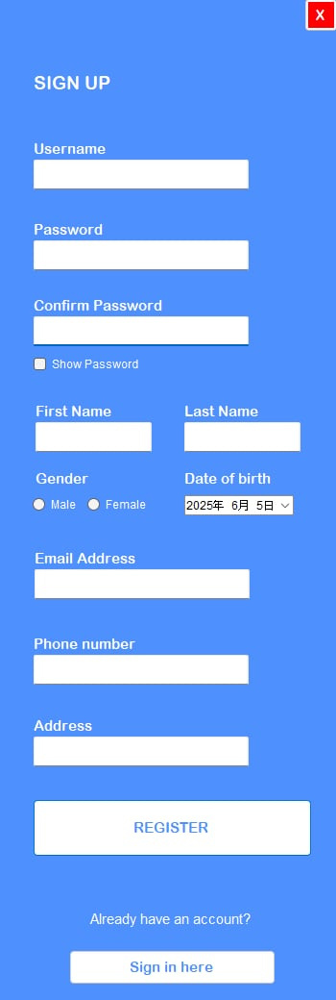 X
SIGN UP
Username
Password
Confirm Password
Show Password
First Name Last Name
Gender Date of birth
Male Female 2025年 6月 5日
Email Address
Phone number
Address
REGISTER
Already have an account?
Sign in here